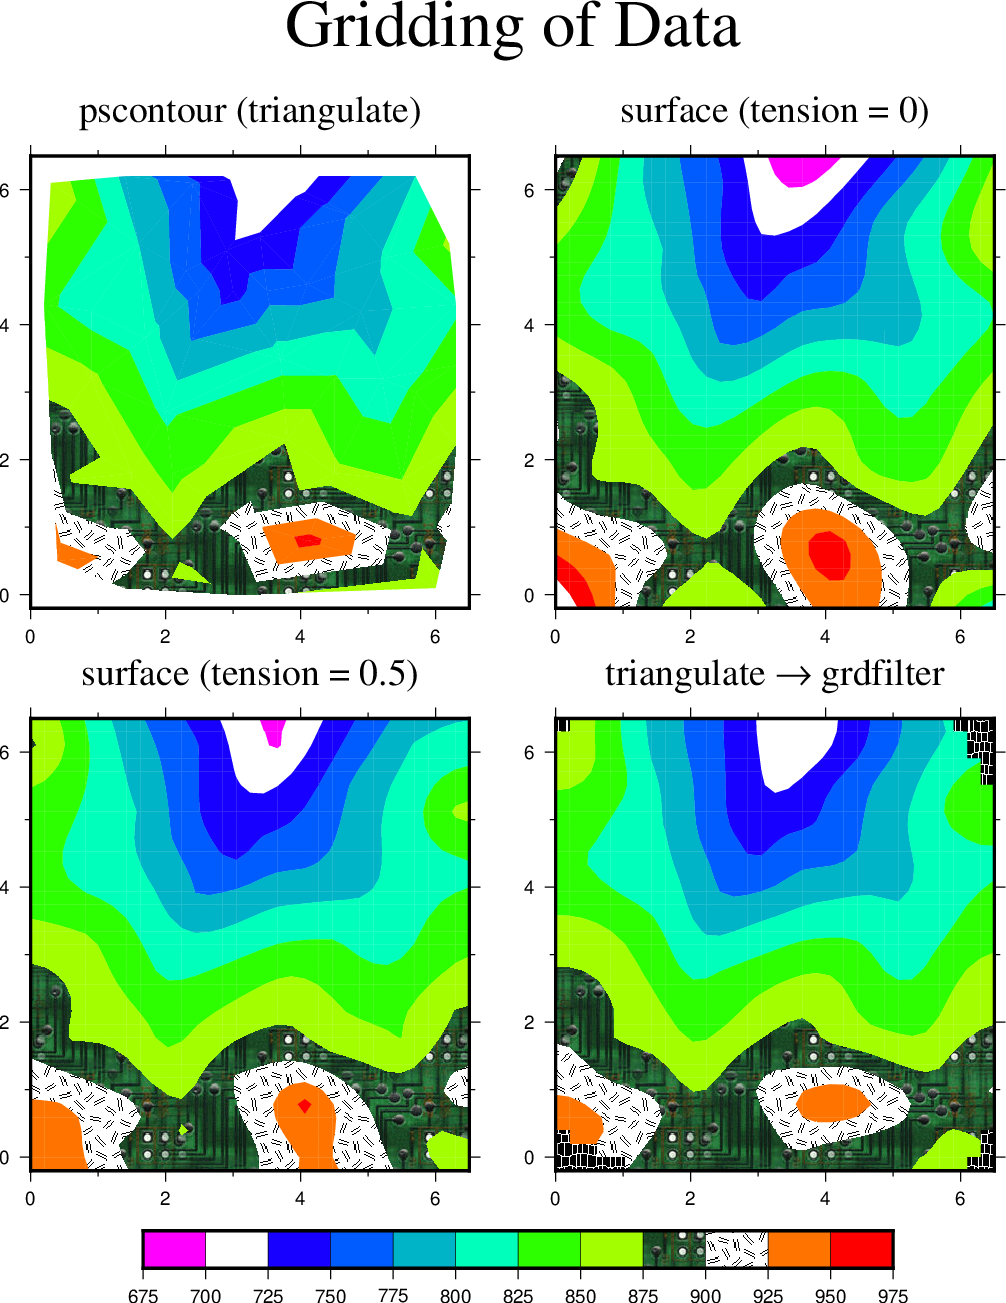 Gridding of Data
pscontour (triangulate)
surface (tension = 0)
6
4
2
0
0 2 4 6
6
4
2
0
0 2 4 6
surface (tension = 0.5)
triangulate → grdfilter
6
4
2
0
0 2 4 6
6
4
2
0
0 2 4 6
675 700 725 750 775 800 825 850 875 900 925 950 975